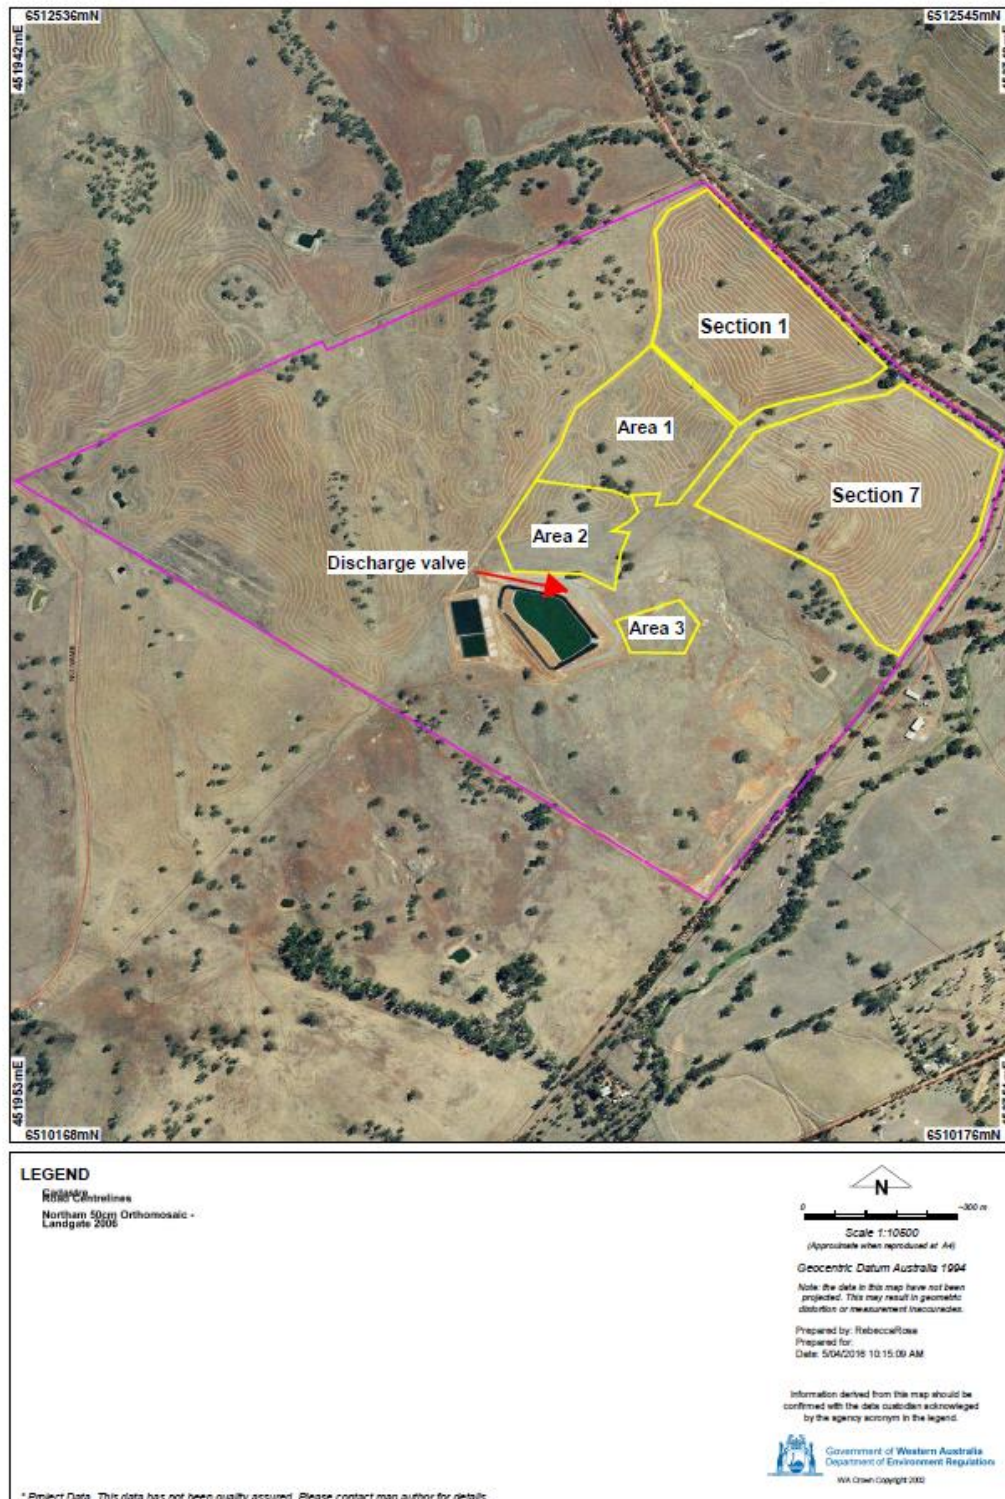 6512536mN
6512545mN
451942mE
Section 1
Area 1
Section 7
Area 2
Discharge valve
Area 3
451953mE
6510168mN
6510176mN
LEGEND
Cadastre
Road Centrelines
Northam 50cm Orthomosaic -
Landgate 2006
N
0 ~300 m
Scale 1:10600
(Approximate when reproduced at A4)
Geocentric Datum Australia 1994
Note: the data in this map have not been
projected. This may result in geometric
distortion or measurement inaccuracies.
Prepared by: RebeccaRosa
Prepared for:
Date: 5/04/2016 10:15:09 AM
Information derived from this map should be
confirmed with the data custodian acknowleged
by the agency acronym in the legend.
Government of Western Australia
Department of Environment Regulation
WA Crown Copyright 2002
* Project Data. This data has not been quality assured. Please contact map author for details.